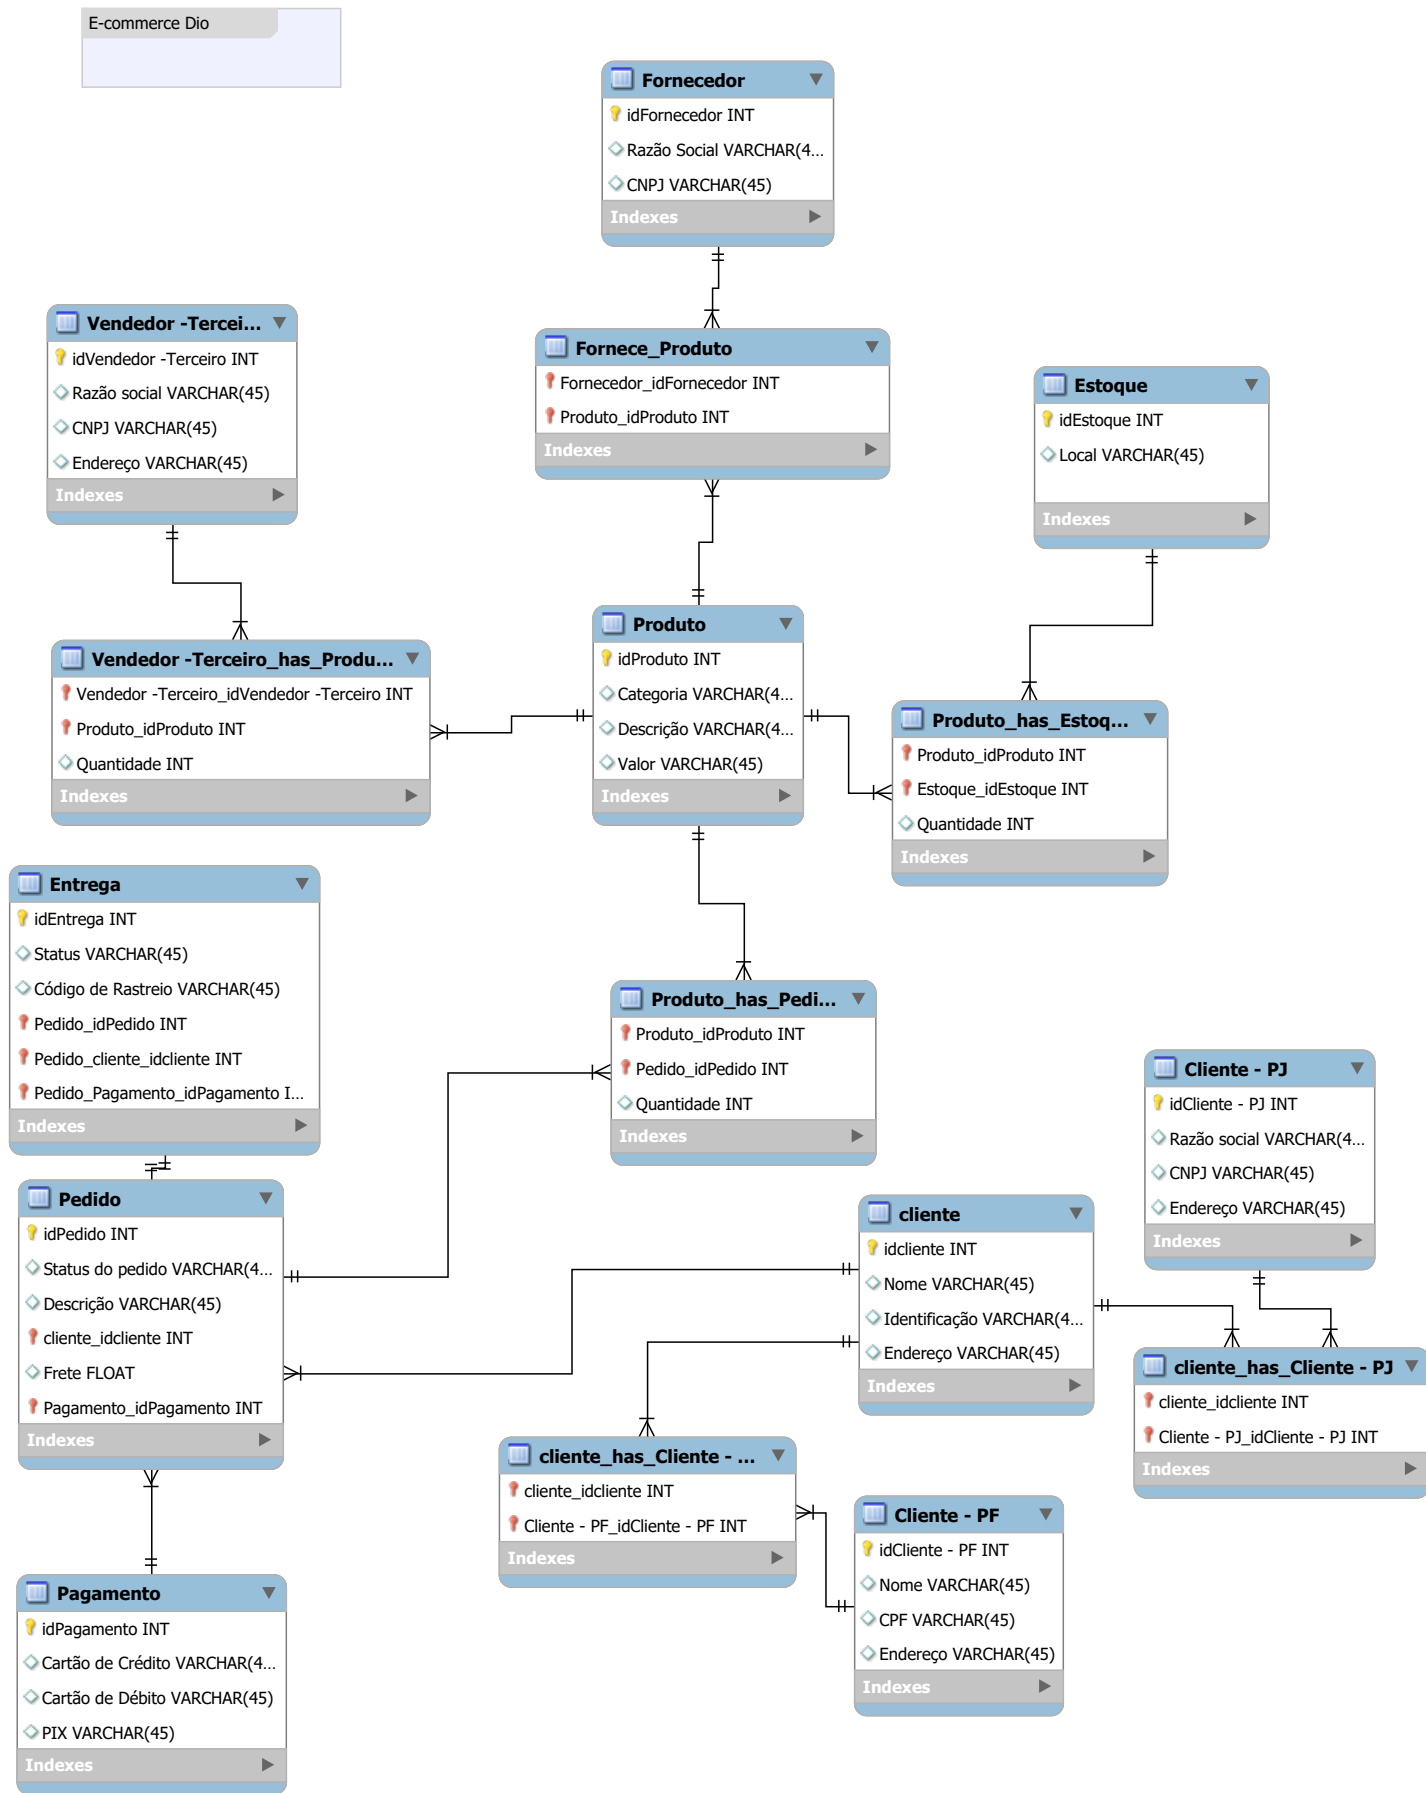 E-commerce Dio
Fornecedor
idFornecedor INT
Razão Social VARCHAR(4...
CNPJ VARCHAR(45)
Indexes
Vendedor -Tercei...
idVendedor -Terceiro INT
Razão social VARCHAR(45)
CNPJ VARCHAR(45)
Endereço VARCHAR(45)
Indexes
Fornece_Produto
Fornecedor_idFornecedor INT
Produto_idProduto INT
Indexes
Estoque
idEstoque INT
Local VARCHAR(45)
Indexes
Vendedor -Terceiro_has_Produ...
Vendedor -Terceiro_idVendedor -Terceiro INT
Produto_idProduto INT
Quantidade INT
Indexes
Produto
idProduto INT
Categoria VARCHAR(4...
Descrição VARCHAR(4...
Valor VARCHAR(45)
Indexes
Produto_has_Estoq...
Produto_idProduto INT
Estoque_idEstoque INT
Quantidade INT
Indexes
Entrega
idEntrega INT
Status VARCHAR(45)
Código de Rastreio VARCHAR(45)
Pedido_idPedido INT
Pedido_cliente_idcliente INT
Pedido_Pagamento_idPagamento I...
Indexes
Produto_has_Pedi...
Produto_idProduto INT
Pedido_idPedido INT
Quantidade INT
Indexes
Cliente - PJ
idCliente - PJ INT
Razão social VARCHAR(4...
CNPJ VARCHAR(45)
Endereço VARCHAR(45)
Indexes
Pedido
idPedido INT
Status do pedido VARCHAR(4...
Descrição VARCHAR(45)
cliente_idcliente INT
Frete FLOAT
Pagamento_idPagamento INT
Indexes
cliente
idcliente INT
Nome VARCHAR(45)
Identificação VARCHAR(4...
Endereço VARCHAR(45)
Indexes
cliente_has_Cliente - PJ
cliente_idcliente INT
Cliente - PJ_idCliente - PJ INT
Indexes
cliente_has_Cliente - ...
cliente_idcliente INT
Cliente - PF_idCliente - PF INT
Indexes
Cliente - PF
idCliente - PF INT
Nome VARCHAR(45)
CPF VARCHAR(45)
Endereço VARCHAR(45)
Indexes
Pagamento
idPagamento INT
Cartão de Crédito VARCHAR(4...
Cartão de Débito VARCHAR(45)
PIX VARCHAR(45)
Indexes